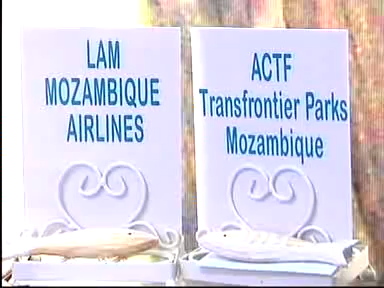 LAM
MOZAMBIQUE
AIRLINES
ACTF
Transfrontier Parks
Mozambique